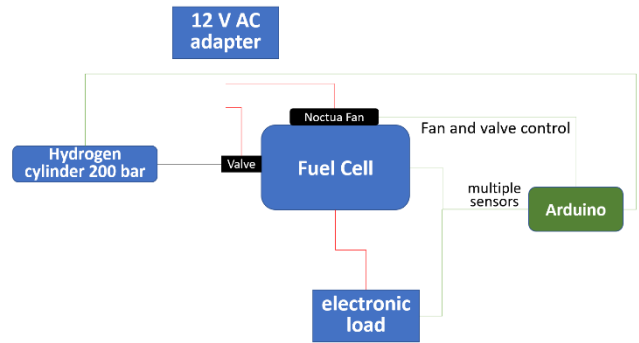 12 V AC
adapter
Noctua Fan
Fan and valve control
Hydrogen
cylinder 200 bar
Valve
Fuel Cell
multiple
sensors
Arduino
electronic
load